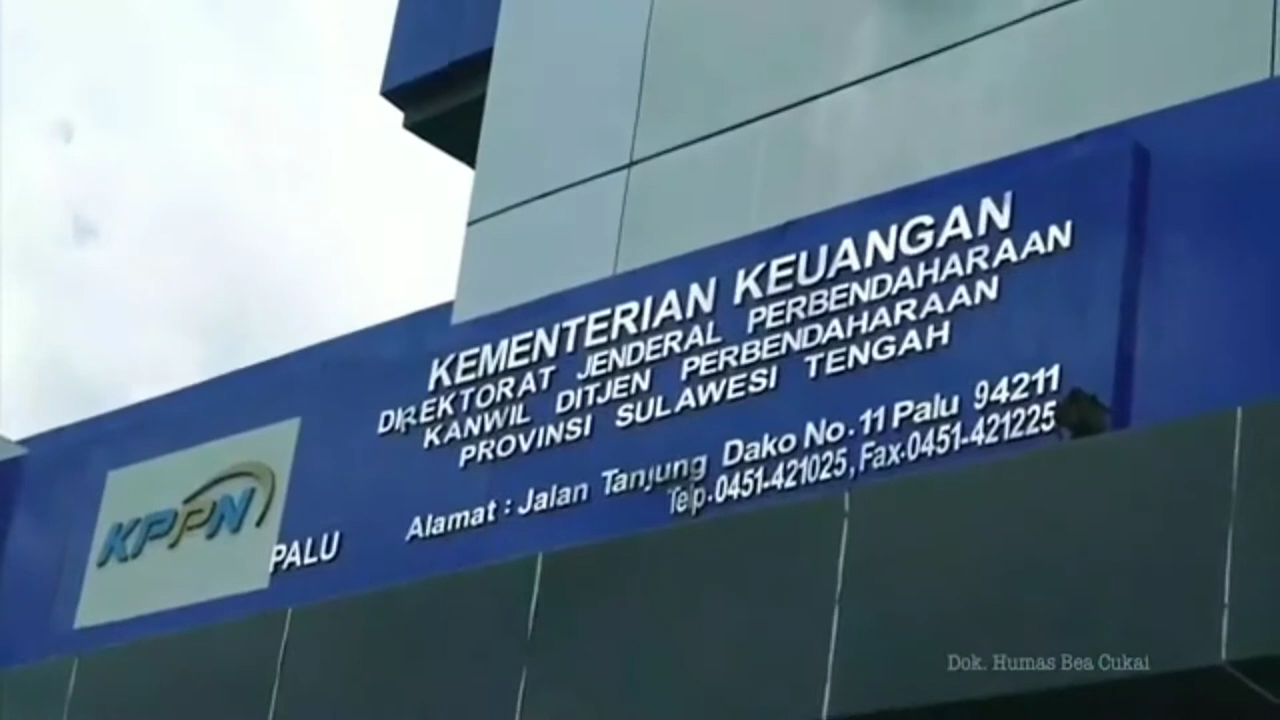 KEMENTERIAN KEUANGAN
DIREKTORAT JENDERAL PERBENDAHARAAN
KANWIL DITJEN PERBENDAHARAAN
PROVINSI SULAWESI TENGAH
Alamat : Jalan Tanjung Dako No. 11 Palu 94211
Telp. 0451-421025, Fax. 0451-421225
KPPN
PALU
Dok. Humas Bea Cukai